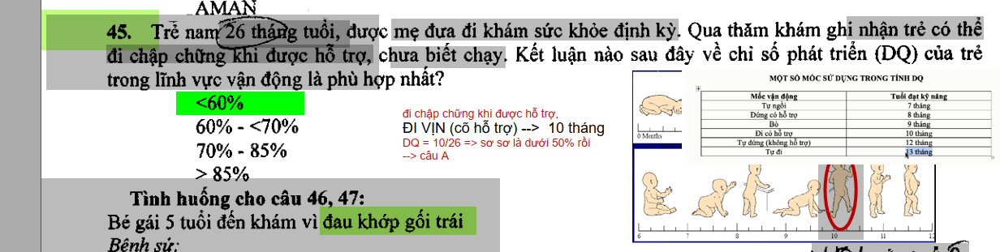 AMAN
45. Trẻ nam 26 tháng tuổi, được mẹ đưa đi khám sức khỏe định kỳ. Qua thăm khám ghi nhận trẻ có thể
đi chập chững khi được hỗ trợ, chưa biết chạy. Kết luận nào sau đây về chỉ số phát triển (DQ) của trẻ
trong lĩnh vực vận động là phù hợp nhất?
<60%
60% - <70%
70% - 85%
> 85%
đi chập chững khi được hỗ trợ,
ĐI VỊN (cõ hỗ trợ) --> 10 tháng
DQ = 10/26 => sơ sơ là dưới 50% rồi
--> câu A
MỘT SỐ MỐC SỬ DỤNG TRONG TÍNH DQ
Mốc vận động Tuổi đạt kỹ năng
Tự ngồi 7 tháng
Đứng có hỗ trợ 8 tháng
Bò 9 tháng
Đi có hỗ trợ 10 tháng
Tự đứng (không hỗ trợ) 12 tháng
Tự đi 13 tháng
0 Months
6 7 8 9 10 11 12
Tình huống cho câu 46, 47:
Bé gái 5 tuổi đến khám vì đau khớp gối trái
Bệnh sử: